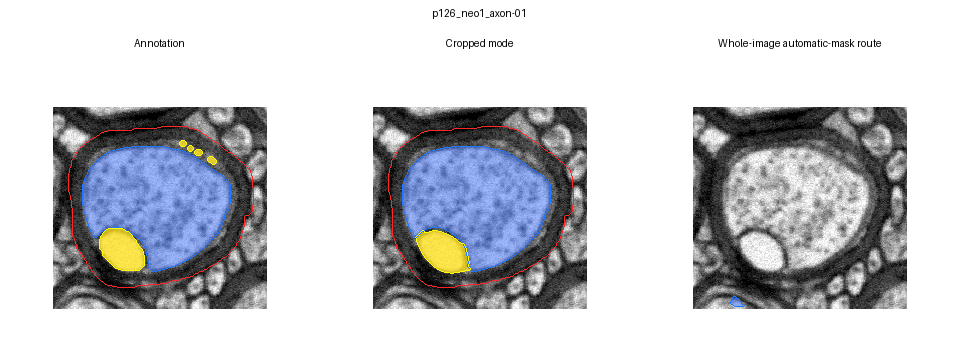 p126_neo1_axon-01
Annotation
Cropped mode
Whole-image automatic-mask route